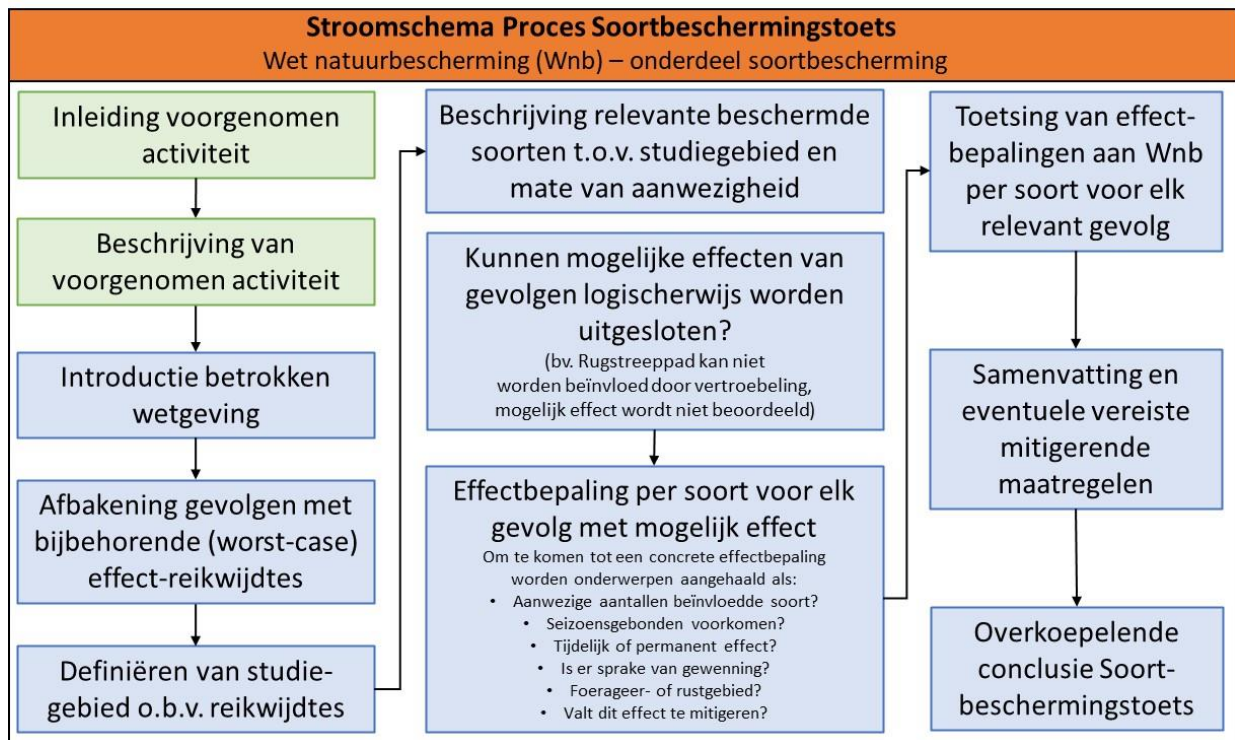 Stroomschema Proces Soortbeschermingstoets
Wet natuurbescherming (Wnb) – onderdeel soortbescherming
Inleiding voorgenomen
activiteit
Beschrijving van
voorgenomen activiteit
Introductie betrokken
wetgeving
Afbakening gevolgen met
bijbehorende (worst-case)
effect-reikwijdtes
Definiëren van studie-
gebied o.b.v. reikwijdtes
Beschrijving relevante beschermde
soorten t.o.v. studiegebied en
mate van aanwezigheid
Kunnen mogelijke effecten van
gevolgen logischerwijs worden
uitgesloten?
(bv. Rugstreeppad kan niet
worden beïnvloed door vertroebeling,
mogelijk effect wordt niet beoordeeld)
Effectbepaling per soort voor elk
gevolg met mogelijk effect
Om te komen tot een concrete effectbepaling
worden onderwerpen aangehaald als:
• Aanwezige aantallen beïnvloedde soort?
• Seizoensgebonden voorkomen?
• Tijdelijk of permanent effect?
• Is er sprake van gewenning?
• Foerageer- of rustgebied?
• Valt dit effect te mitigeren?
Toetsing van effect-
bepalingen aan Wnb
per soort voor elk
relevant gevolg
Samenvatting en
eventuele vereiste
mitigerende
maatregelen
Overkoepelende
conclusie Soort-
beschermingstoets